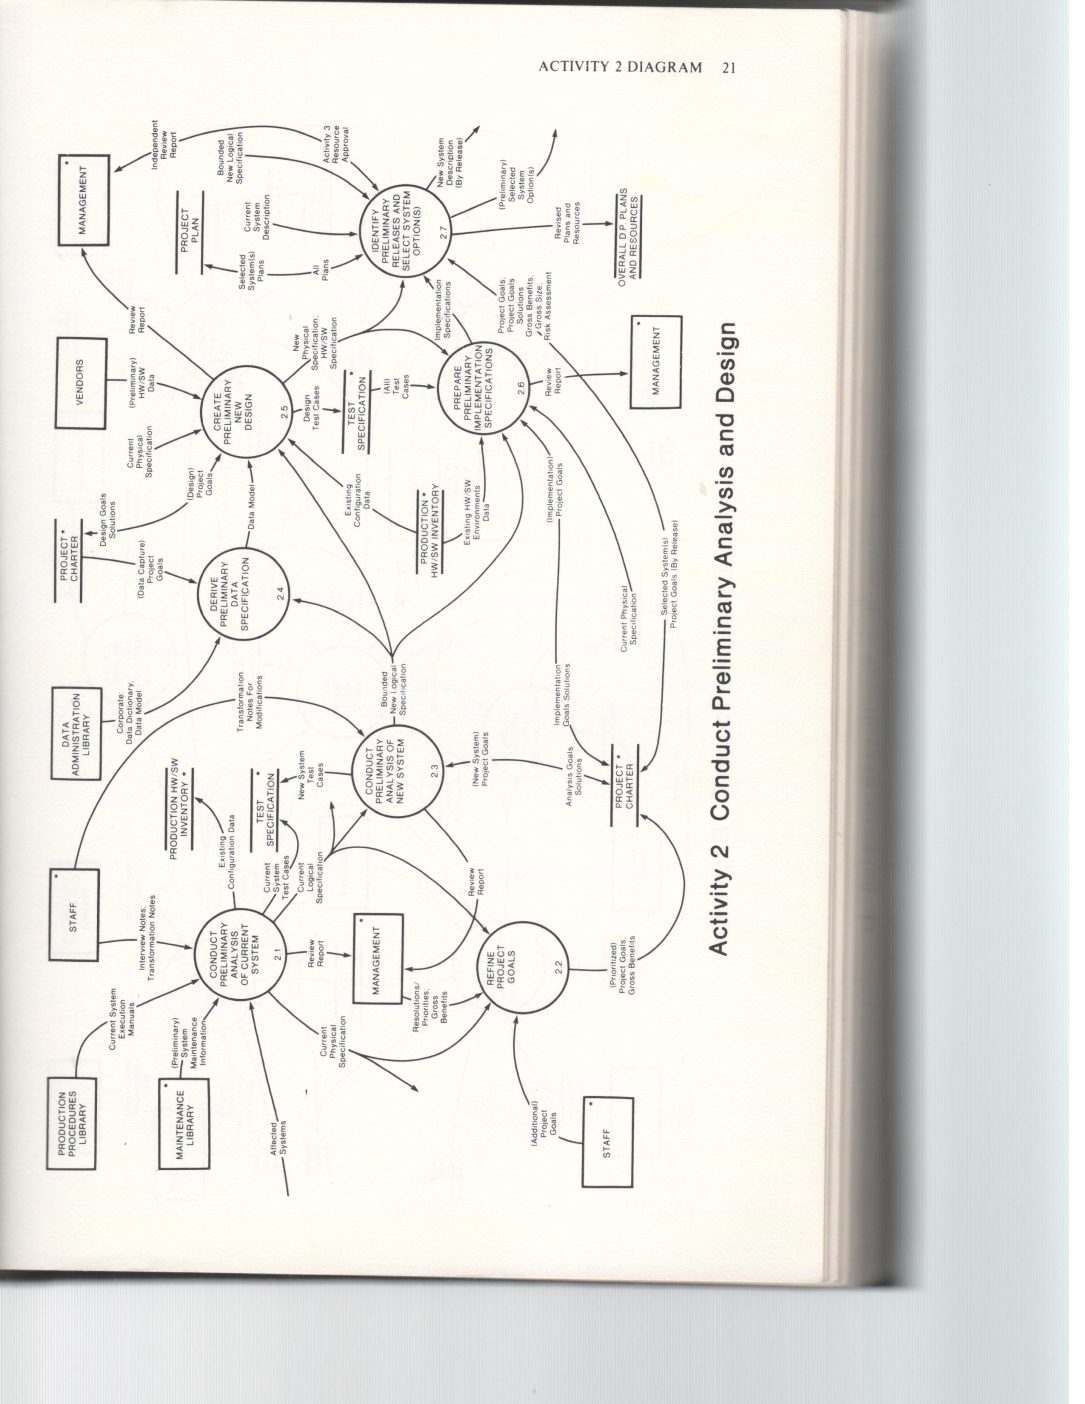 ACTIVITY 2 DIAGRAM 21
PRODUCTION
PROCEDURES
LIBRARY
Current System
Execution
Manuals
MAINTENANCE
LIBRARY
(Preliminary)
System
Maintenance
Information
Affected
Systems
STAFF
Interview Notes;
Transformation Notes
CONDUCT
PRELIMINARY
ANALYSIS
OF CURRENT
SYSTEM
2.1
PRODUCTION HW/SW
INVENTORY *
Existing
Configuration Data
TEST *
SPECIFICATION
Current
System
Test Cases
Current
Logical
Specification
Review
Report
MANAGEMENT
Current
Physical
Specification
Resolutions/
Priorities;
Gross
Benefits
REFINE
PROJECT
GOALS
2.2
STAFF
(Additional)
Project
Goals
(Prioritized)
Project Goals;
Gross Benefits
Review
Report
DATA
ADMINISTRATION
LIBRARY
Corporate:
Data Dictionary,
Data Model
Transformation
Notes For
Modifications
New System
Test
Cases
CONDUCT
PRELIMINARY
ANALYSIS OF
NEW SYSTEM
2.3
Bounded
New Logical
Specification
(New System)
Project Goals
Analysis Goals
Solutions
PROJECT *
CHARTER
Implementation
Goals Solutions
PROJECT *
CHARTER
Design Goals
Solutions
(Data Capture)
Project
Goals
DERIVE
PRELIMINARY
DATA
SPECIFICATION
2.4
Data Model
(Design)
Project
Goals
Current
Physical
Specification
VENDORS
(Preliminary)
HW/SW
Data
CREATE
PRELIMINARY
NEW
DESIGN
2.5
Review
Report
MANAGEMENT
Existing
Configuration
Data
PRODUCTION *
HW/SW INVENTORY
Existing HW/SW
Environments
Data
Design
Test Cases
TEST *
SPECIFICATION
(All)
Test
Cases
New
Physical
Specification;
HW/SW
Specification
PREPARE
PRELIMINARY
IMPLEMENTATION
SPECIFICATIONS
2.6
Implementation
Specifications
Review
Report
MANAGEMENT
(Implementation)
Project Goals
Current Physical
Specification
Selected System(s)
Project Goals (By Release)
Independent
Review
Report
Bounded
New Logical
Specification
Activity 3
Resource
Approval
PROJECT
PLAN
Current
System
Description
Selected
System(s)
Plans
All
Plans
IDENTIFY
PRELIMINARY
RELEASES AND
SELECT SYSTEM
OPTION(S)
2.7
New System
Description
(By Release)
(Preliminary)
Selected
System
Option(s)
Revised
Plans and
Resources
OVERALL D.P. PLANS
AND RESOURCES
Project Goals;
Project Goals
Solutions
Gross Benefits,
Gross Size,
Risk Assessment
Activity 2 Conduct Preliminary Analysis and Design